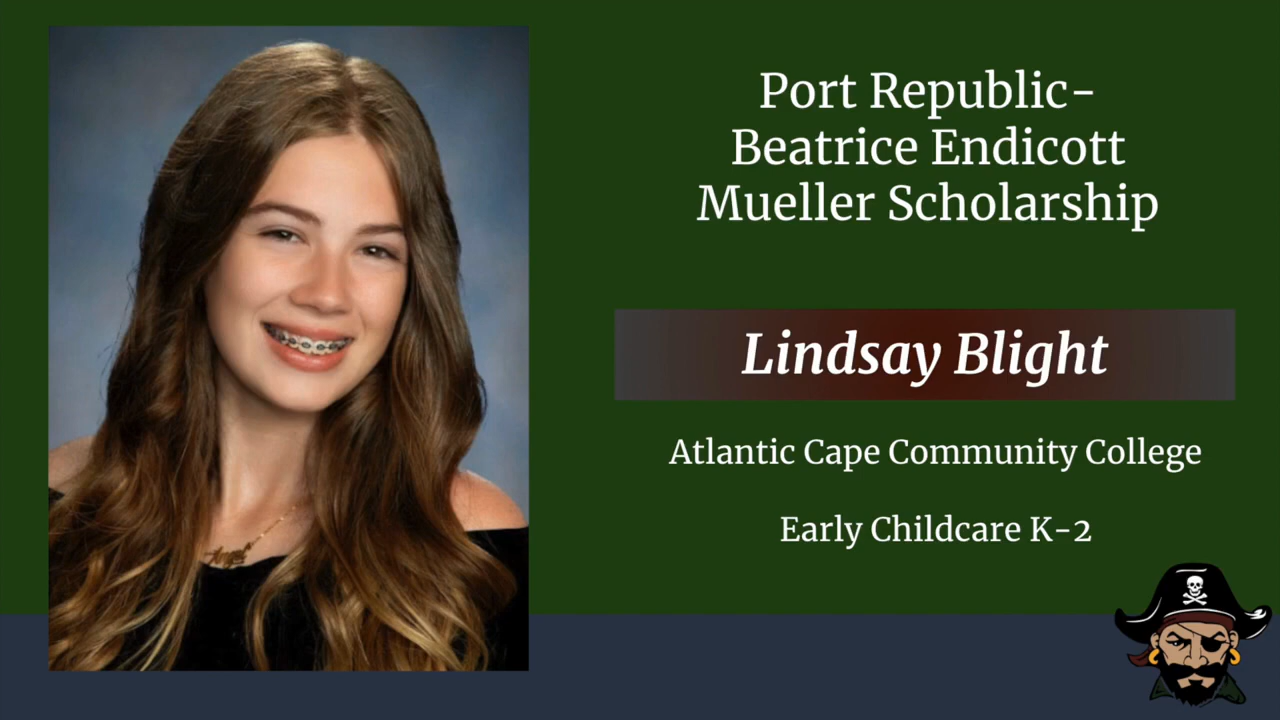 Port Republic-
Beatrice Endicott
Mueller Scholarship
Lindsay Blight
Atlantic Cape Community College
Early Childcare K-2